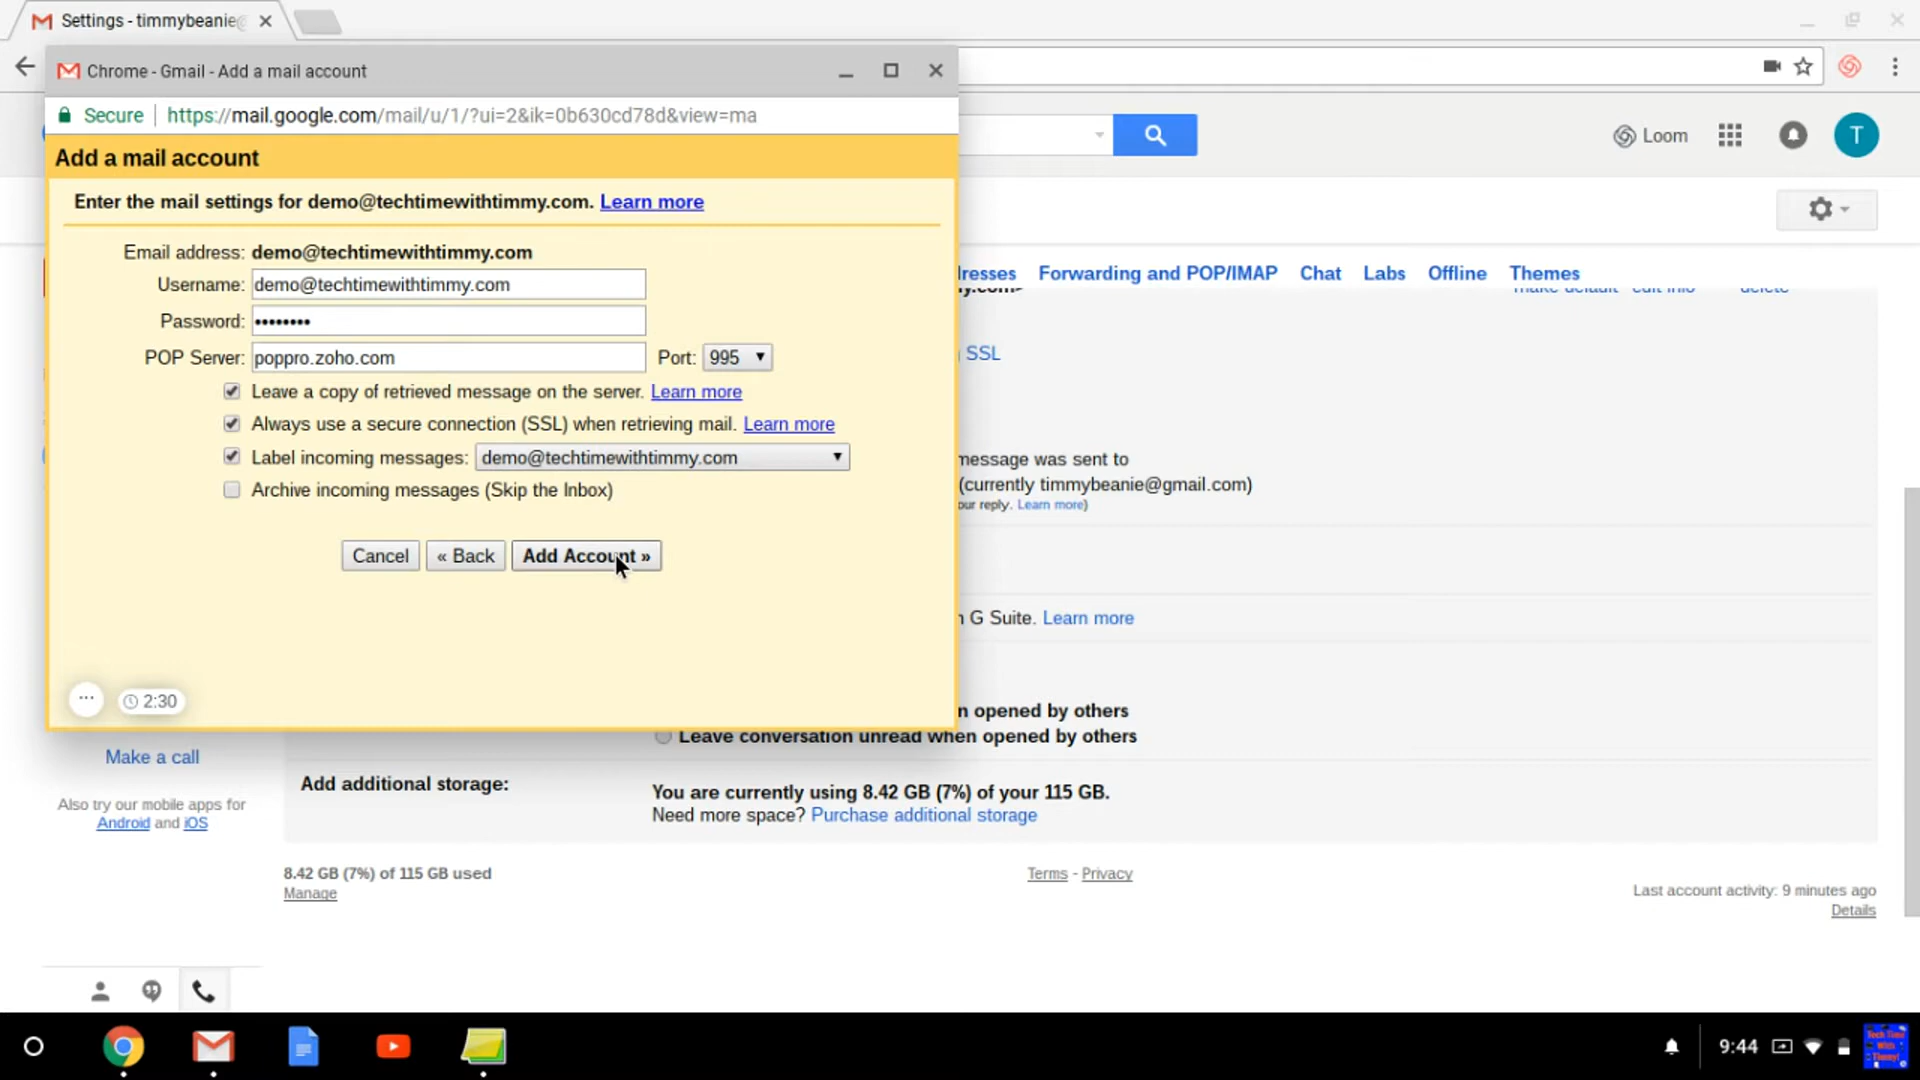 Settings - timmybeanie@
Chrome - Gmail - Add a mail account
Secure https://mail.google.com/mail/u/1/?ui=2&ik=0b630cd78d&view=ma
Loom
T
Add a mail account
Enter the mail settings for demo@techtimewithtimmy.com. Learn more
Email address: demo@techtimewithtimmy.com
Username: demo@techtimewithtimmy.com
Password: ••••••••
POP Server: poppro.zoho.com Port: 995
Leave a copy of retrieved message on the server. Learn more
Always use a secure connection (SSL) when retrieving mail. Learn more
Label incoming messages: demo@techtimewithtimmy.com
Archive incoming messages (Skip the Inbox)
Cancel « Back Add Account »
2:30
Forwarding and POP/IMAP Chat Labs Offline Themes
make default edit info delete
SSL
message was sent to
(currently timmybeanie@gmail.com)
our reply. Learn more)
G Suite. Learn more
opened by others
Leave conversation unread when opened by others
Make a call
Also try our mobile apps for
Android and iOS
Add additional storage:
You are currently using 8.42 GB (7%) of your 115 GB.
Need more space? Purchase additional storage
8.42 GB (7%) of 115 GB used
Manage
Terms - Privacy
Last account activity: 9 minutes ago
Details
9:44
Tech Time
With
Timmy!